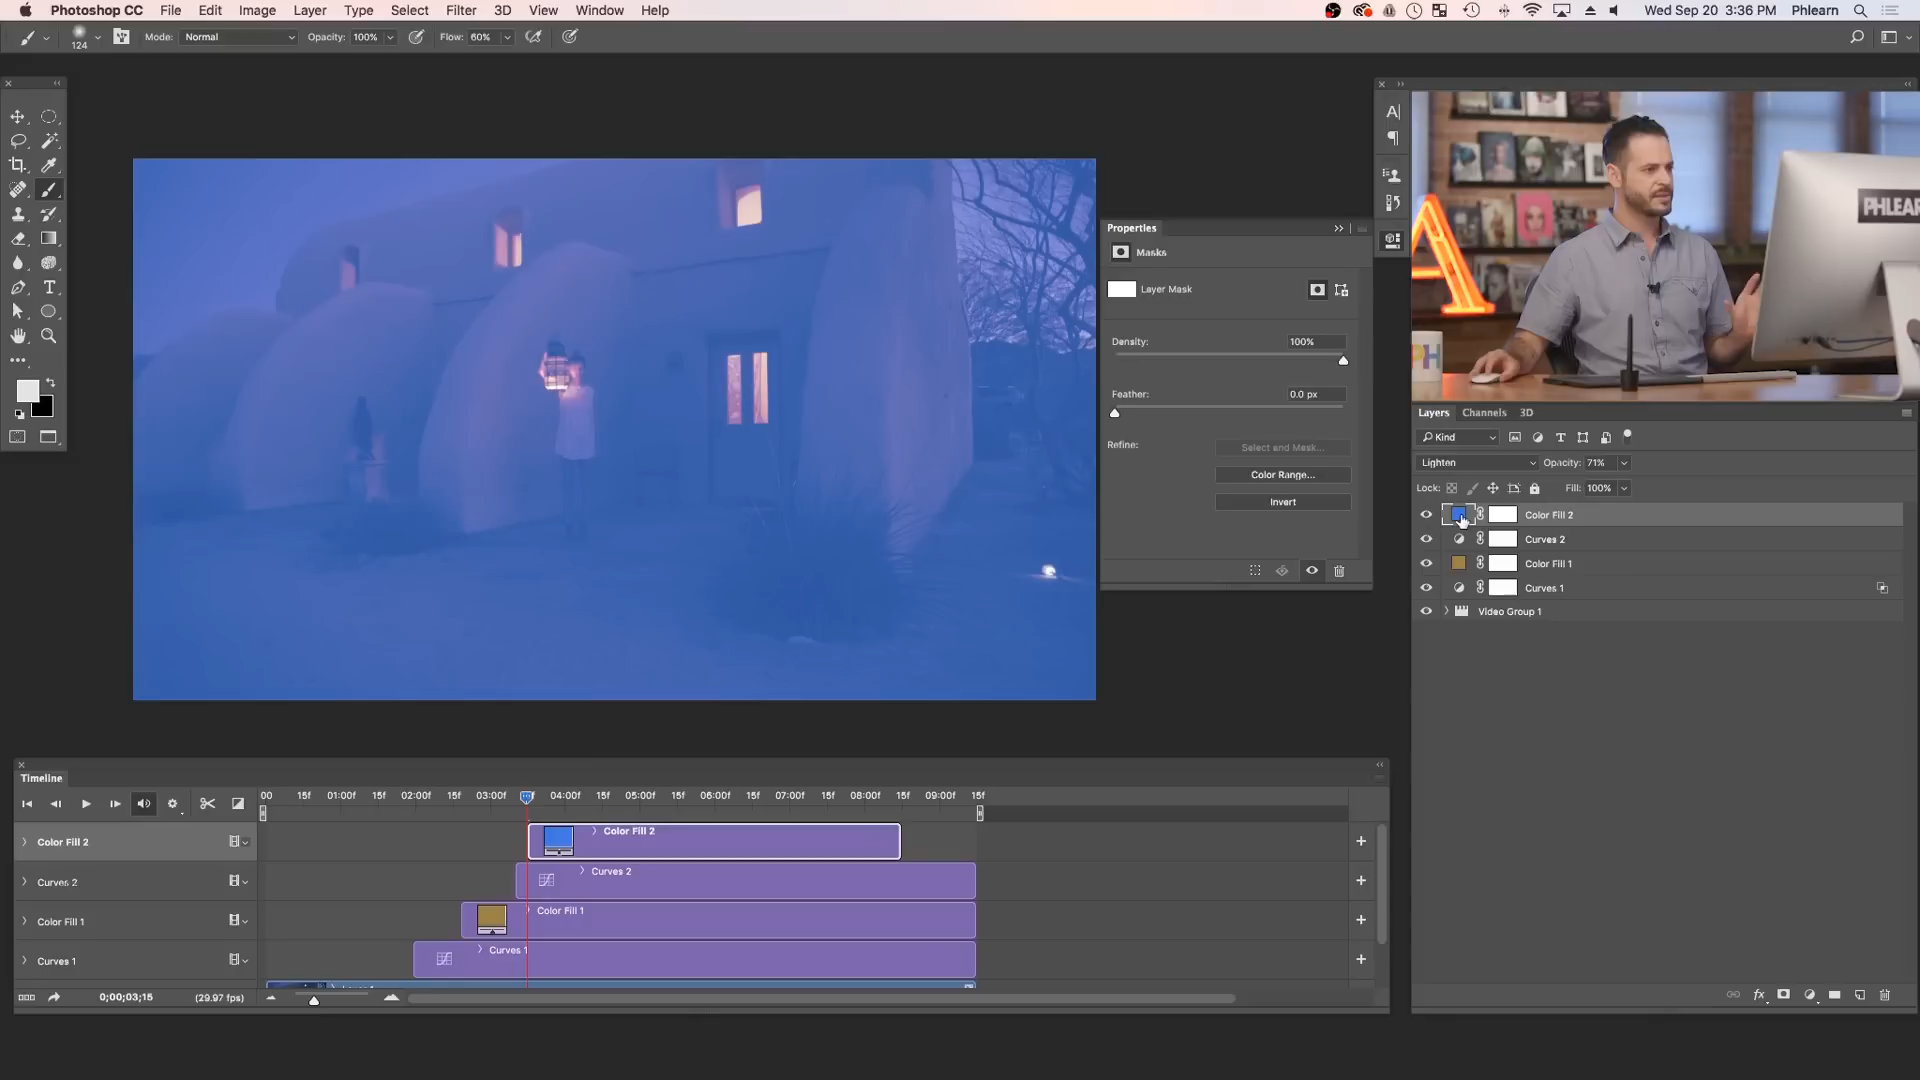 Photoshop CC File Edit Image Layer Type Select Filter 3D View Window Help Wed Sep 20 3:36 PM Phlearn
124 Mode: Normal Opacity: 100% Flow: 60%
Properties
Masks
Layer Mask
Density: 100%
Feather: 0.0 px
Refine: Select and Mask...
Color Range...
Invert
PHLEAR
Layers Channels 3D
Kind
Lighten Opacity: 71%
Lock: Fill: 100%
Color Fill 2
Curves 2
Color Fill 1
Curves 1
Video Group 1
Timeline
00 15f 01:00f 15f 02:00f 15f 03:00f 04:00f 15f 05:00f 15f 06:00f 15f 07:00f 15f 08:00f 15f 09:00f 15f
Color Fill 2 Color Fill 2
Curves 2 Curves 2
Color Fill 1 Color Fill 1
Curves 1 Curves 1
0;00;03;15 (29.97 fps)